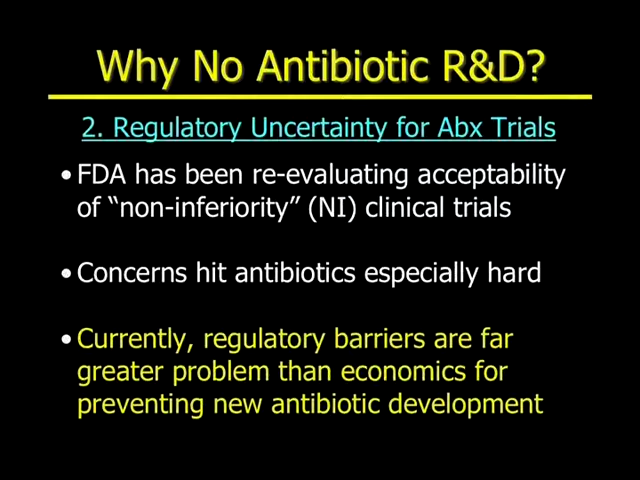 Why No Antibiotic R&D?
2. Regulatory Uncertainty for Abx Trials
• FDA has been re-evaluating acceptability
of “non-inferiority” (NI) clinical trials
• Concerns hit antibiotics especially hard
• Currently, regulatory barriers are far
greater problem than economics for
preventing new antibiotic development